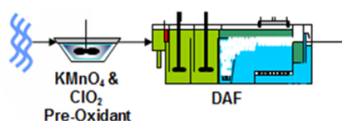 KMnO₄ &
ClO₂
Pre-Oxidant
DAF